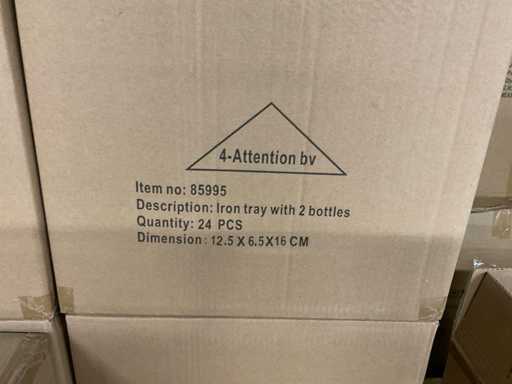 4-Attention bv
Item no: 85995
Description: Iron tray with 2 bottles
Quantity: 24 PCS
Dimension : 12.5 X 6.5X16 CM